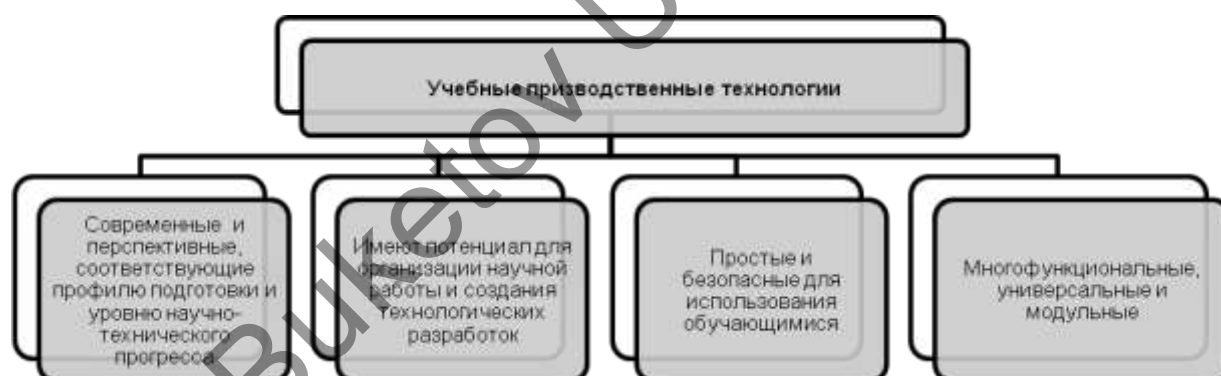 Учебные призводственные технологии
Современные и
перспективные,
соответствующие
профилю подготовки и
уровню научно-
технического
прогресса
Имеют потенциал для
организации научной
работы и создания
технологических
разработок
Простые и
безопасные для
использования
обучающимися
Многофункциональные,
универсальные и
модульные
Buketov U